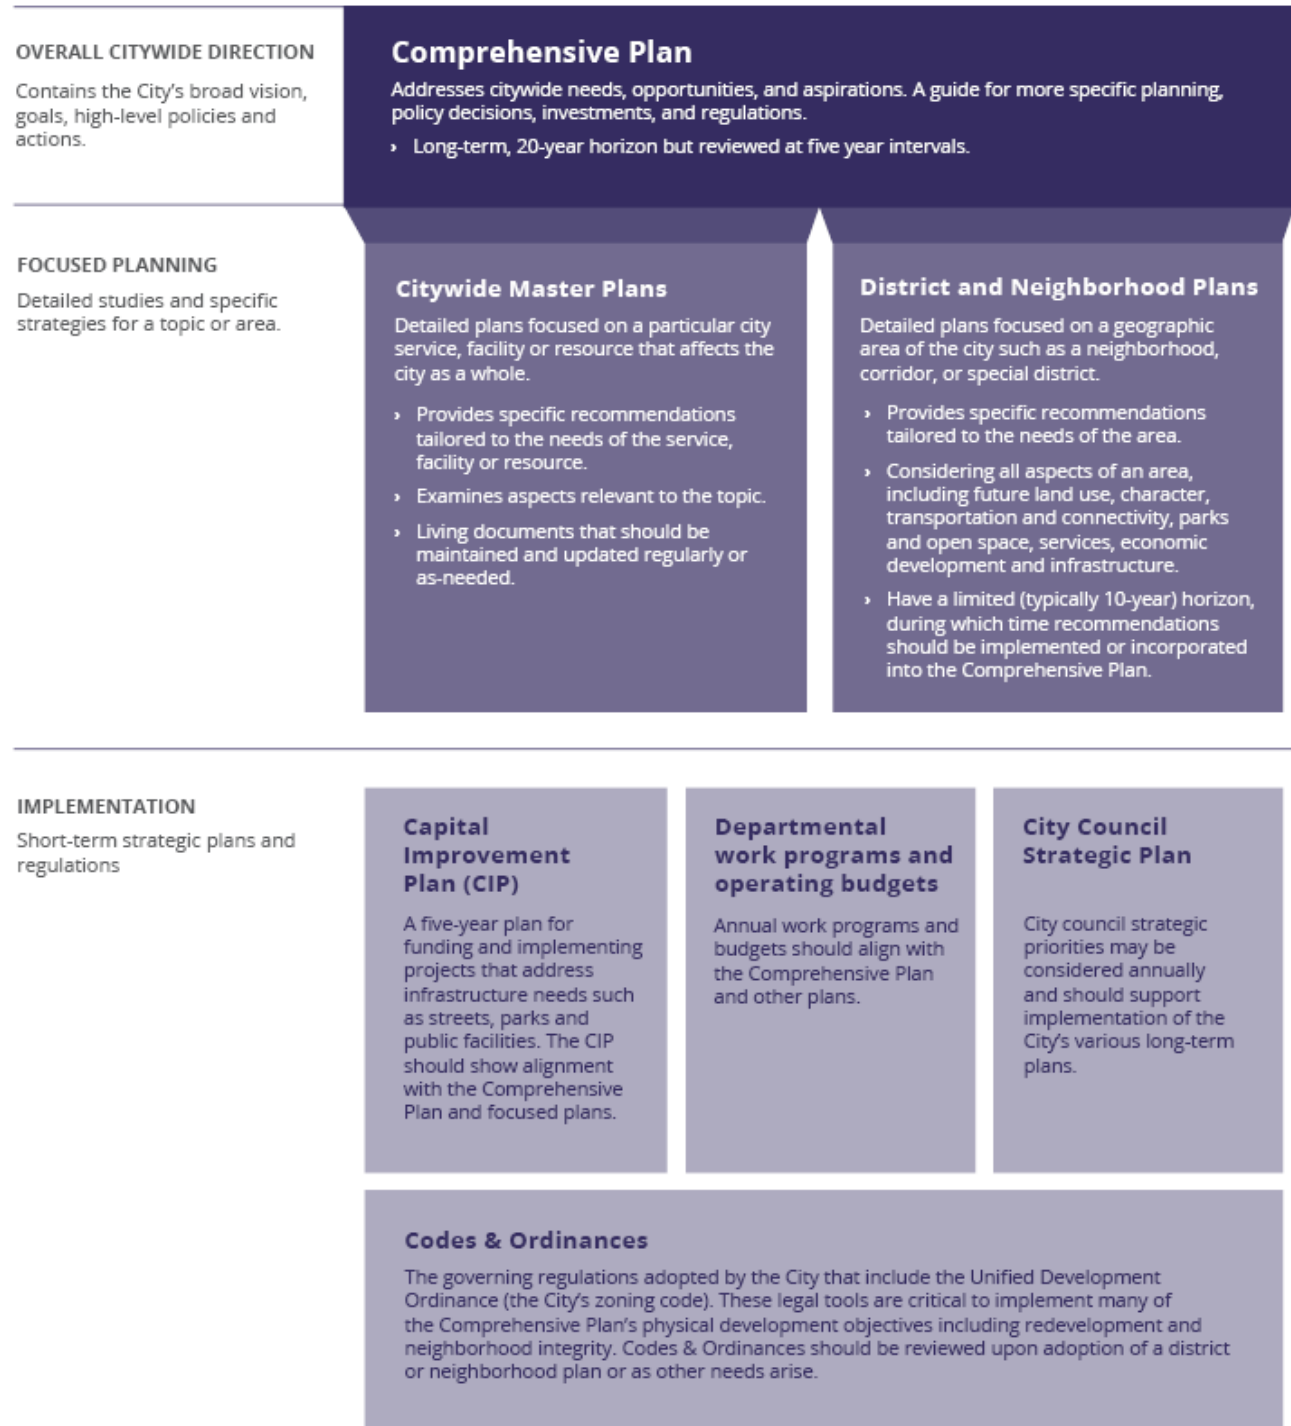 OVERALL CITYWIDE DIRECTION
Contains the City's broad vision,
goals, high-level policies and
actions.
Comprehensive Plan
Addresses citywide needs, opportunities, and aspirations. A guide for more specific planning,
policy decisions, investments, and regulations.
› Long-term, 20-year horizon but reviewed at five year intervals.
FOCUSED PLANNING
Detailed studies and specific
strategies for a topic or area.
Citywide Master Plans
Detailed plans focused on a particular city
service, facility or resource that affects the
city as a whole.
› Provides specific recommendations
tailored to the needs of the service,
facility or resource.
› Examines aspects relevant to the topic.
› Living documents that should be
maintained and updated regularly or
as-needed.
District and Neighborhood Plans
Detailed plans focused on a geographic
area of the city such as a neighborhood,
corridor, or special district.
› Provides specific recommendations
tailored to the needs of the area.
› Considering all aspects of an area,
including future land use, character,
transportation and connectivity, parks
and open space, services, economic
development and infrastructure.
› Have a limited (typically 10-year) horizon,
during which time recommendations
should be implemented or incorporated
into the Comprehensive Plan.
IMPLEMENTATION
Short-term strategic plans and
regulations
Capital
Improvement
Plan (CIP)
A five-year plan for
funding and implementing
projects that address
infrastructure needs such
as streets, parks and
public facilities. The CIP
should show alignment
with the Comprehensive
Plan and focused plans.
Departmental
work programs and
operating budgets
Annual work programs and
budgets should align with
the Comprehensive Plan
and other plans.
City Council
Strategic Plan
City council strategic
priorities may be
considered annually
and should support
implementation of the
City's various long-term
plans.
Codes & Ordinances
The governing regulations adopted by the City that include the Unified Development
Ordinance (the City's zoning code). These legal tools are critical to implement many of
the Comprehensive Plan's physical development objectives including redevelopment and
neighborhood integrity. Codes & Ordinances should be reviewed upon adoption of a district
or neighborhood plan or as other needs arise.